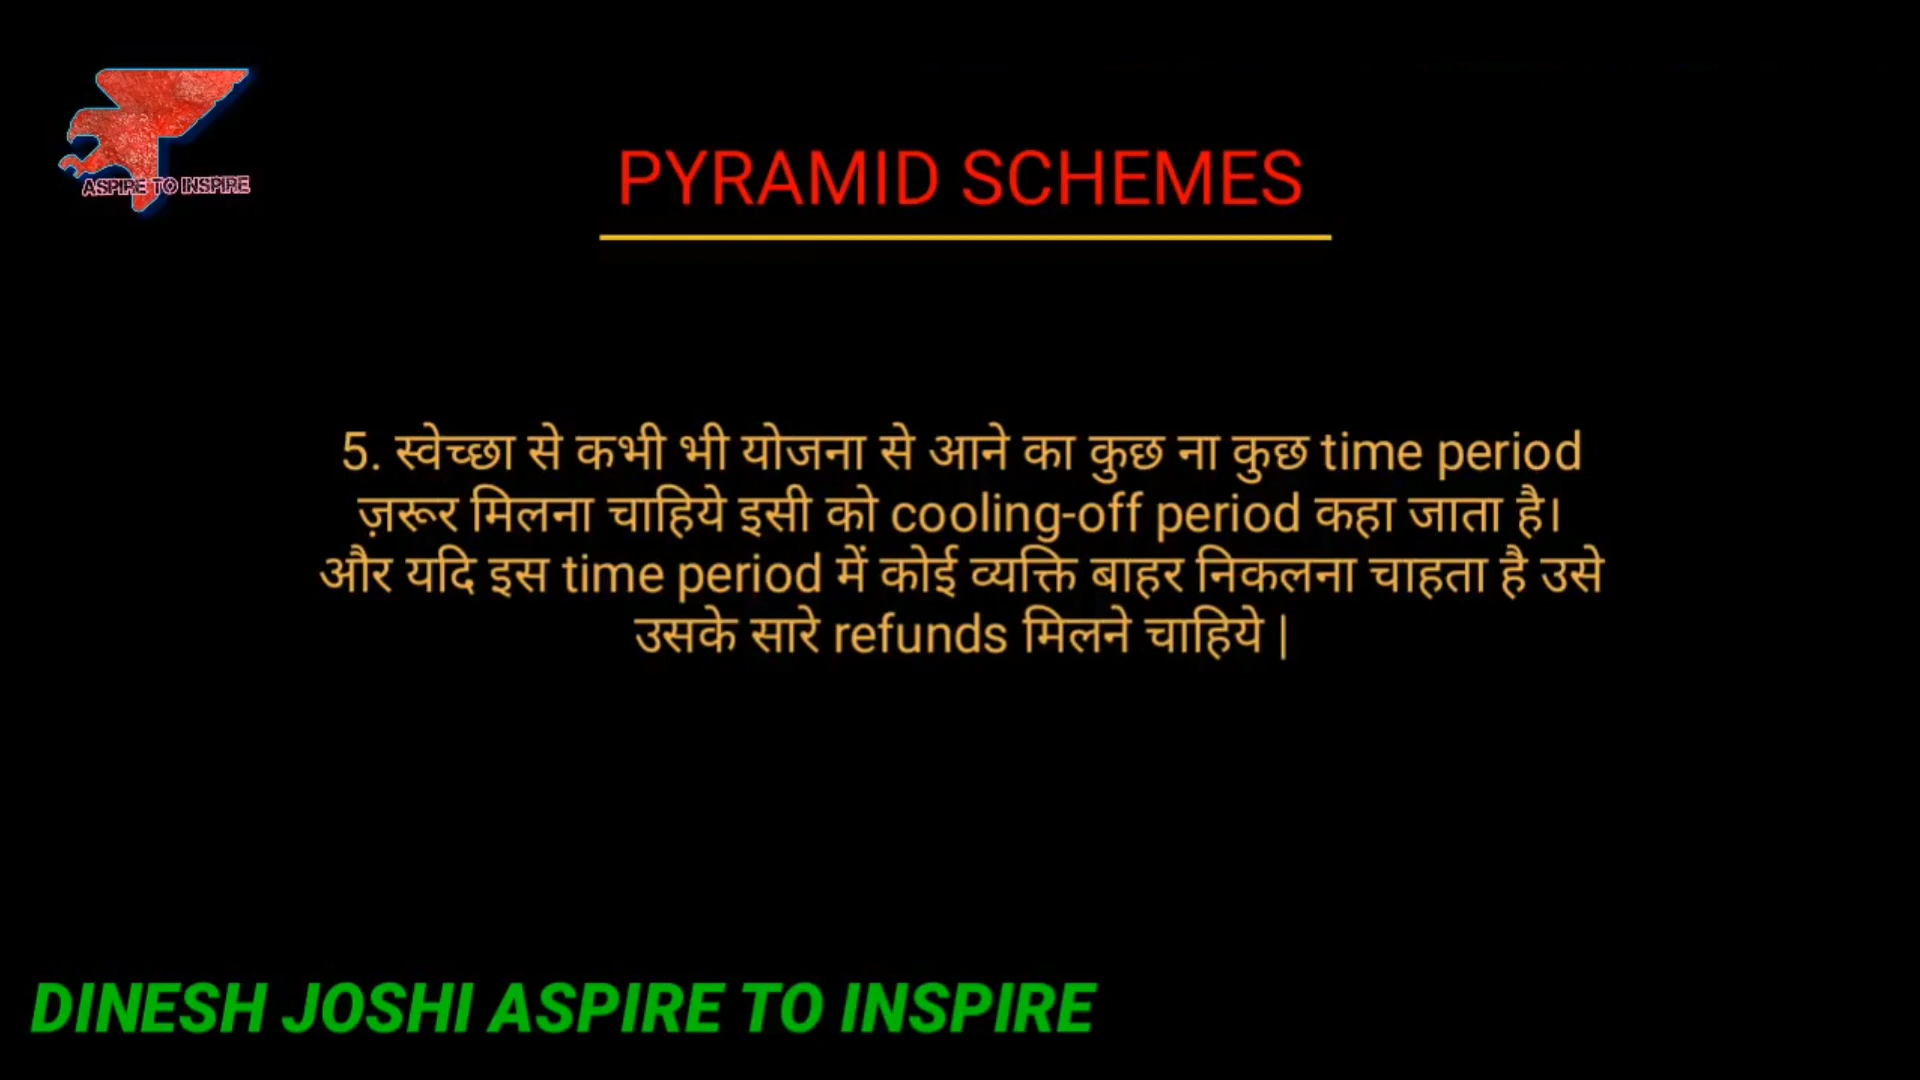 ASPIRE TO INSPIRE
PYRAMID SCHEMES
5. स्वेच्छा से कभी भी योजना से आने का कुछ ना कुछ time period
ज़रूर मिलना चाहिये इसी को cooling-off period कहा जाता है।
और यदि इस time period में कोई व्यक्ति बाहर निकलना चाहता है उसे
उसके सारे refunds मिलने चाहिये |
DINESH JOSHI ASPIRE TO INSPIRE